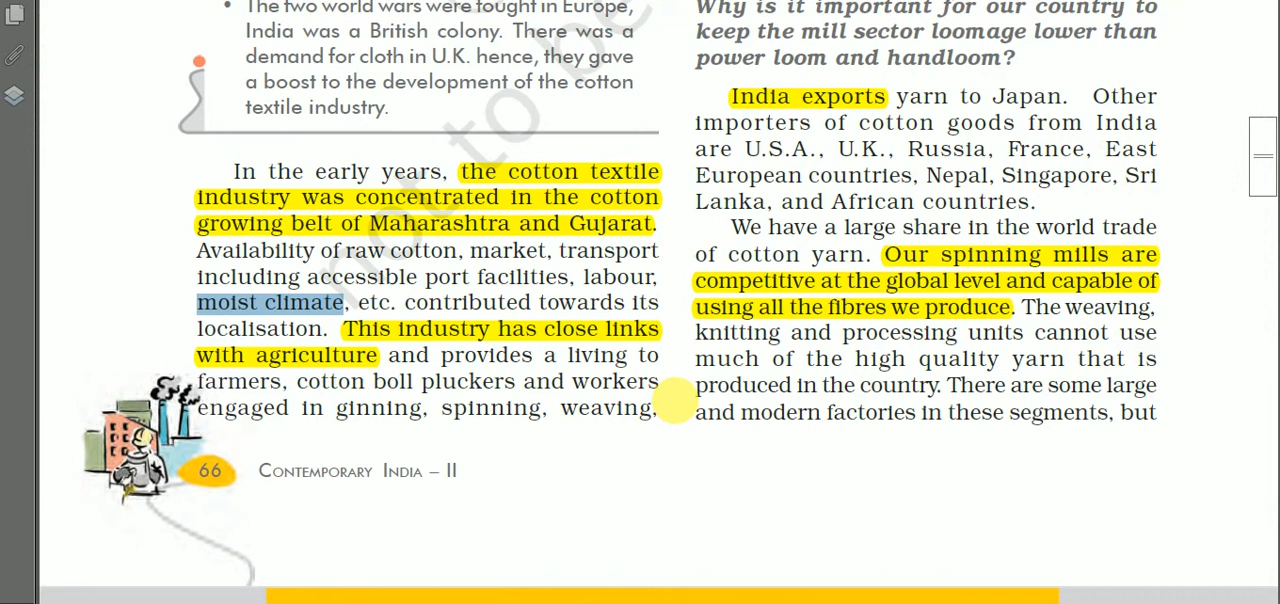 • The two world wars were fought in Europe,
India was a British colony. There was a
demand for cloth in U.K. hence, they gave
a boost to the development of the cotton
textile industry.
In the early years, the cotton textile
industry was concentrated in the cotton
growing belt of Maharashtra and Gujarat.
Availability of raw cotton, market, transport
including accessible port facilities, labour,
moist climate, etc. contributed towards its
localisation. This industry has close links
with agriculture and provides a living to
farmers, cotton boll pluckers and workers
engaged in ginning, spinning, weaving,
66 CONTEMPORARY INDIA – II
Why is it important for our country to
keep the mill sector loomage lower than
power loom and handloom?
India exports yarn to Japan. Other
importers of cotton goods from India
are U.S.A., U.K., Russia, France, East
European countries, Nepal, Singapore, Sri
Lanka, and African countries.
We have a large share in the world trade
of cotton yarn. Our spinning mills are
competitive at the global level and capable of
using all the fibres we produce. The weaving,
knitting and processing units cannot use
much of the high quality yarn that is
produced in the country. There are some large
and modern factories in these segments, but
not to be